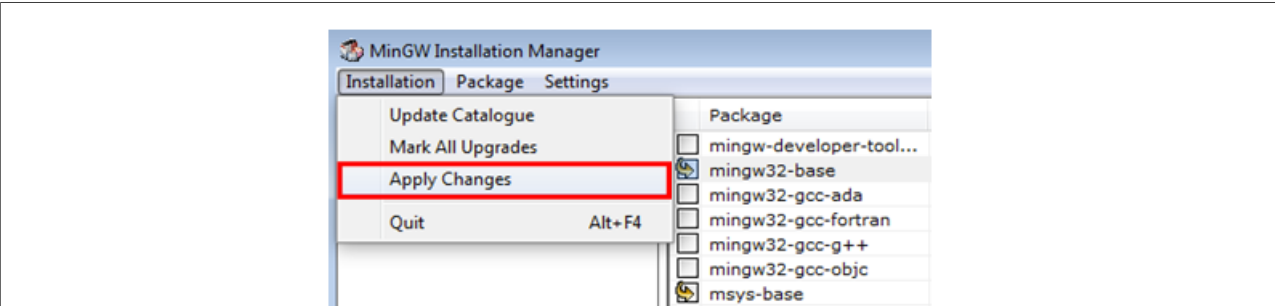 MinGW Installation Manager
Installation Package Settings
Update Catalogue
Mark All Upgrades
Apply Changes
Quit Alt+F4
Package
mingw-developer-tool...
mingw32-base
mingw32-gcc-ada
mingw32-gcc-fortran
mingw32-gcc-g++
mingw32-gcc-objc
msys-base